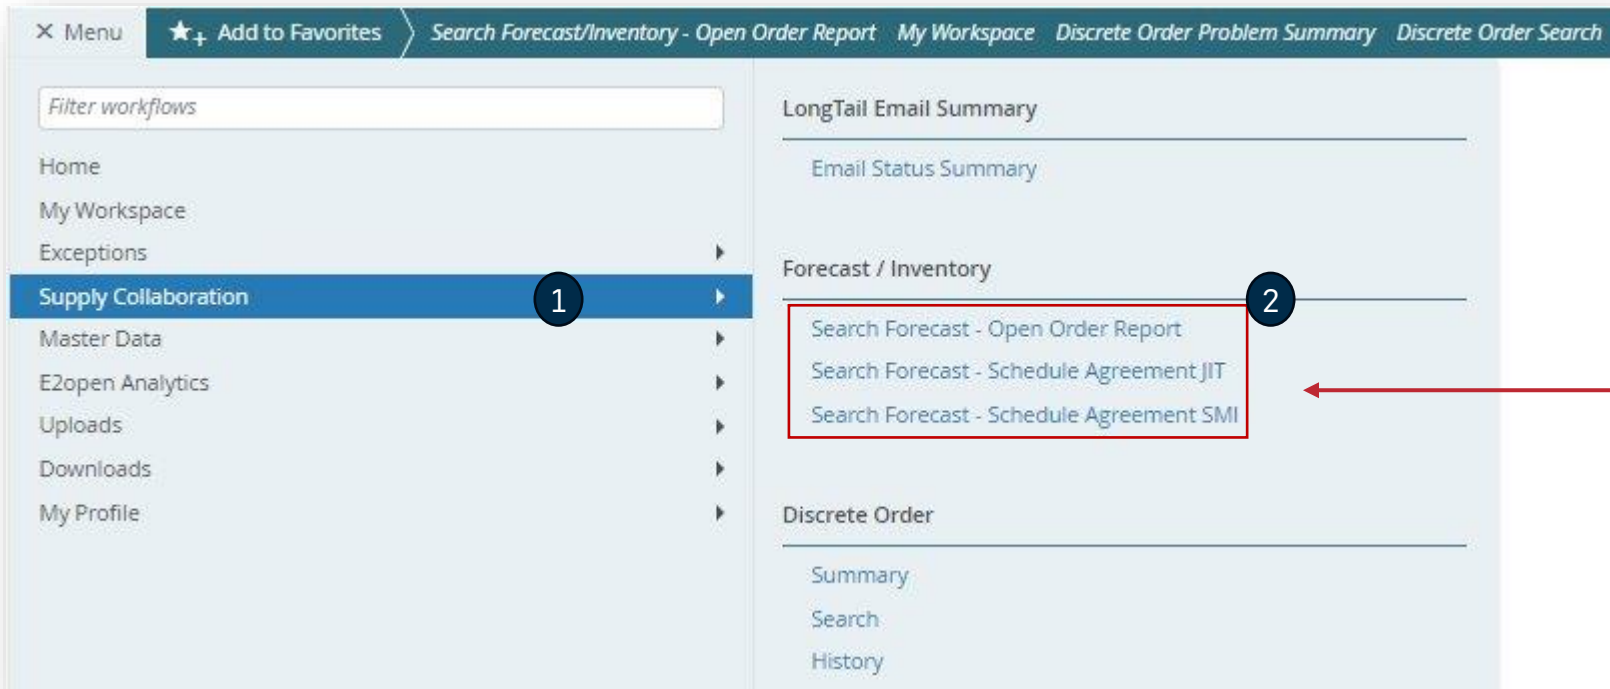 × Menu ★+ Add to Favorites Search Forecast/Inventory - Open Order Report My Workspace Discrete Order Problem Summary Discrete Order Search
Filter workflows
Home
My Workspace
Exceptions
Supply Collaboration 1
Master Data
E2open Analytics
Uploads
Downloads
My Profile
LongTail Email Summary
Email Status Summary
Forecast / Inventory
2
Search Forecast - Open Order Report
Search Forecast - Schedule Agreement JIT
Search Forecast - Schedule Agreement SMI
Discrete Order
Summary
Search
History